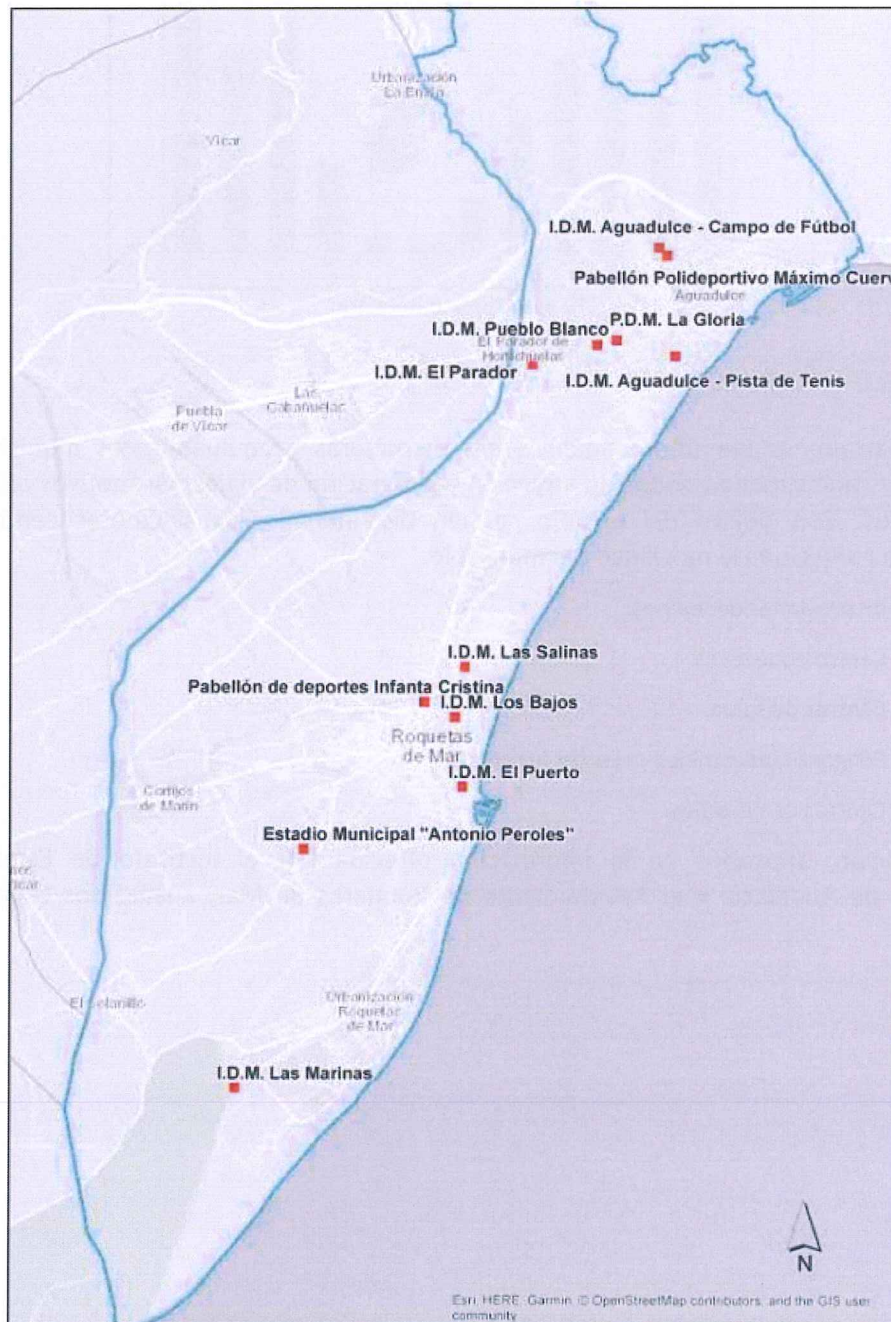 Urbanización
La Envía
Vícar
I.D.M. Aguadulce - Campo de Fútbol
Pabellón Polideportivo Máximo Cuerv
Aguadulce
I.D.M. Pueblo Blanco
P.D.M. La Gloria
El Parador de
Hortichuelas
I.D.M. El Parador
I.D.M. Aguadulce - Pista de Tenis
Las
Cabañuelas
Puebla
de Vícar
I.D.M. Las Salinas
Pabellón de deportes Infanta Cristina
I.D.M. Los Bajos
Roquetas
de Mar
I.D.M. El Puerto
Cortijos
de Marín
Estadio Municipal "Antonio Peroles"
icar
El Solanillo
Urbanización
Roquetas
de Mar
I.D.M. Las Marinas
N
Esri, HERE, Garmin, © OpenStreetMap contributors, and the GIS user
community